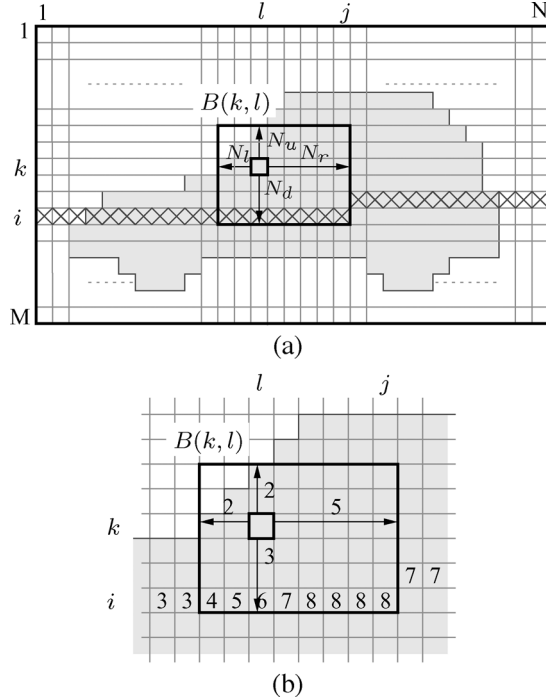 1 l j N
1
B(k, l)
N_u
k N_l N_r
N_d
i
M
(a)
l j
B(k, l)
2
2 5
k
3
7 7
i 3 3 4 5 6 7 8 8 8 8
(b)